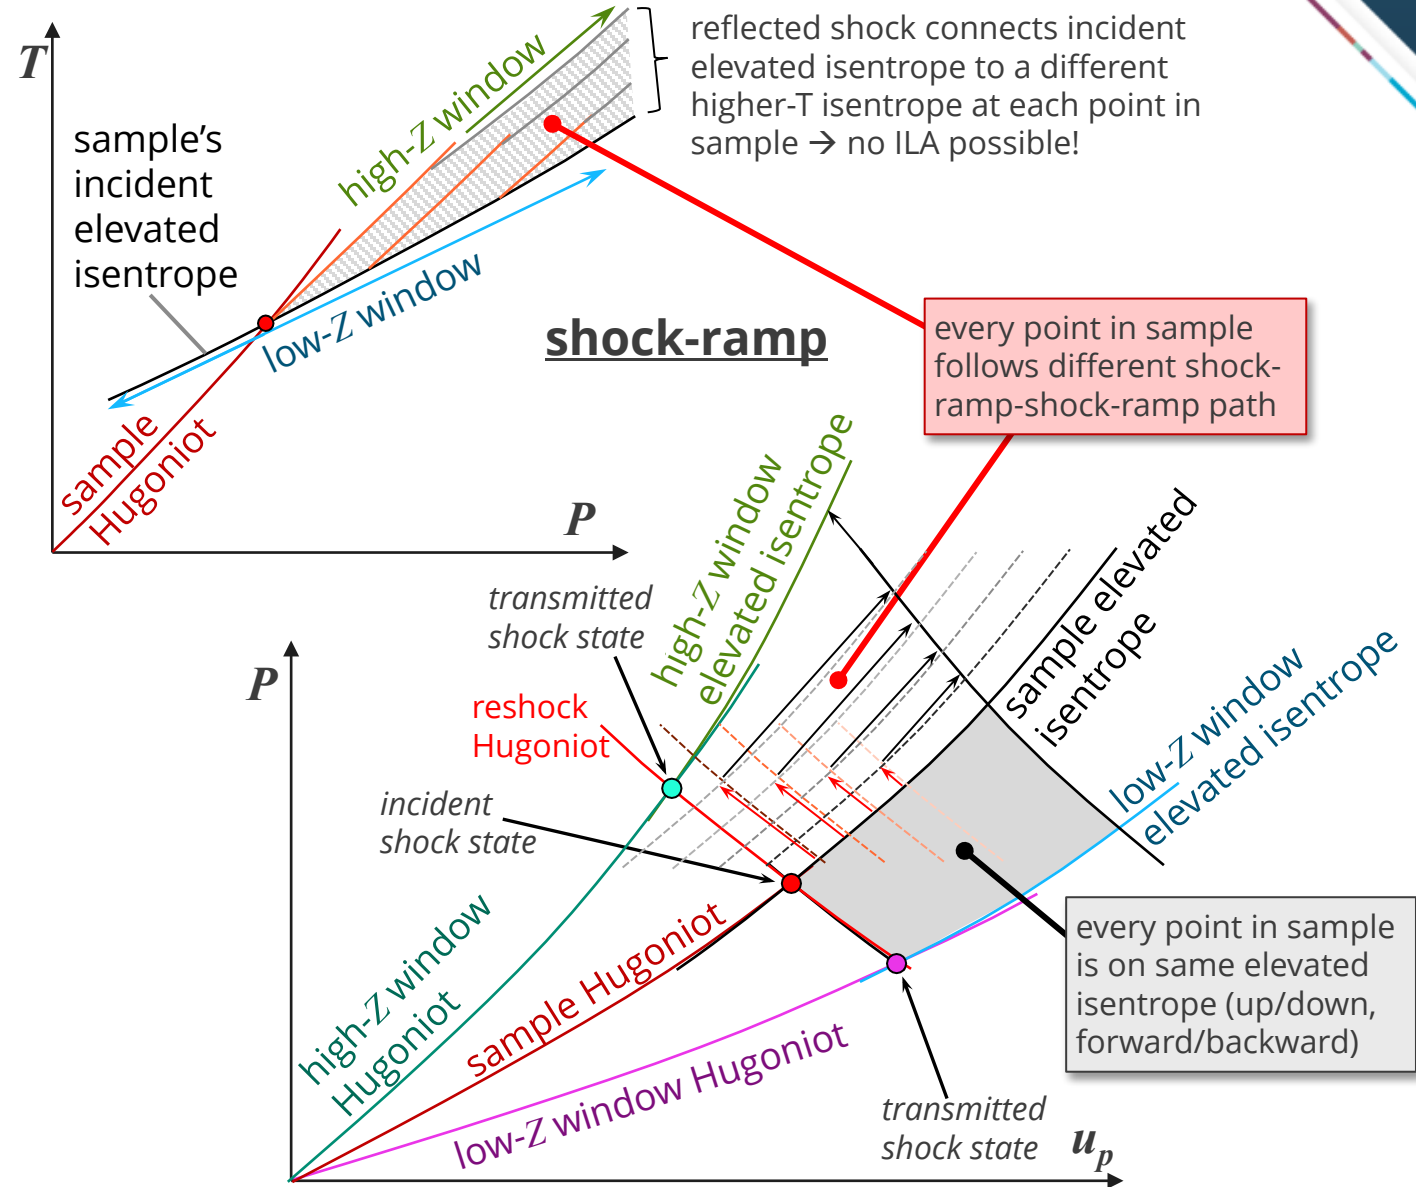 reflected shock connects incident
elevated isentrope to a different
higher-T isentrope at each point in
sample → no ILA possible!
T
high-Z window
sample's
incident
elevated
isentrope
low-Z window
shock-ramp
every point in sample
follows different shock-
ramp-shock-ramp path
sample
Hugoniot
P
high-Z window
elevated isentrope
sample elevated
isentrope
transmitted
shock state
P
reshock
Hugoniot
low-Z window
elevated isentrope
incident
shock state
high-Z window
Hugoniot
sample Hugoniot
every point in sample
is on same elevated
isentrope (up/down,
forward/backward)
low-Z window Hugoniot
transmitted
shock state
up